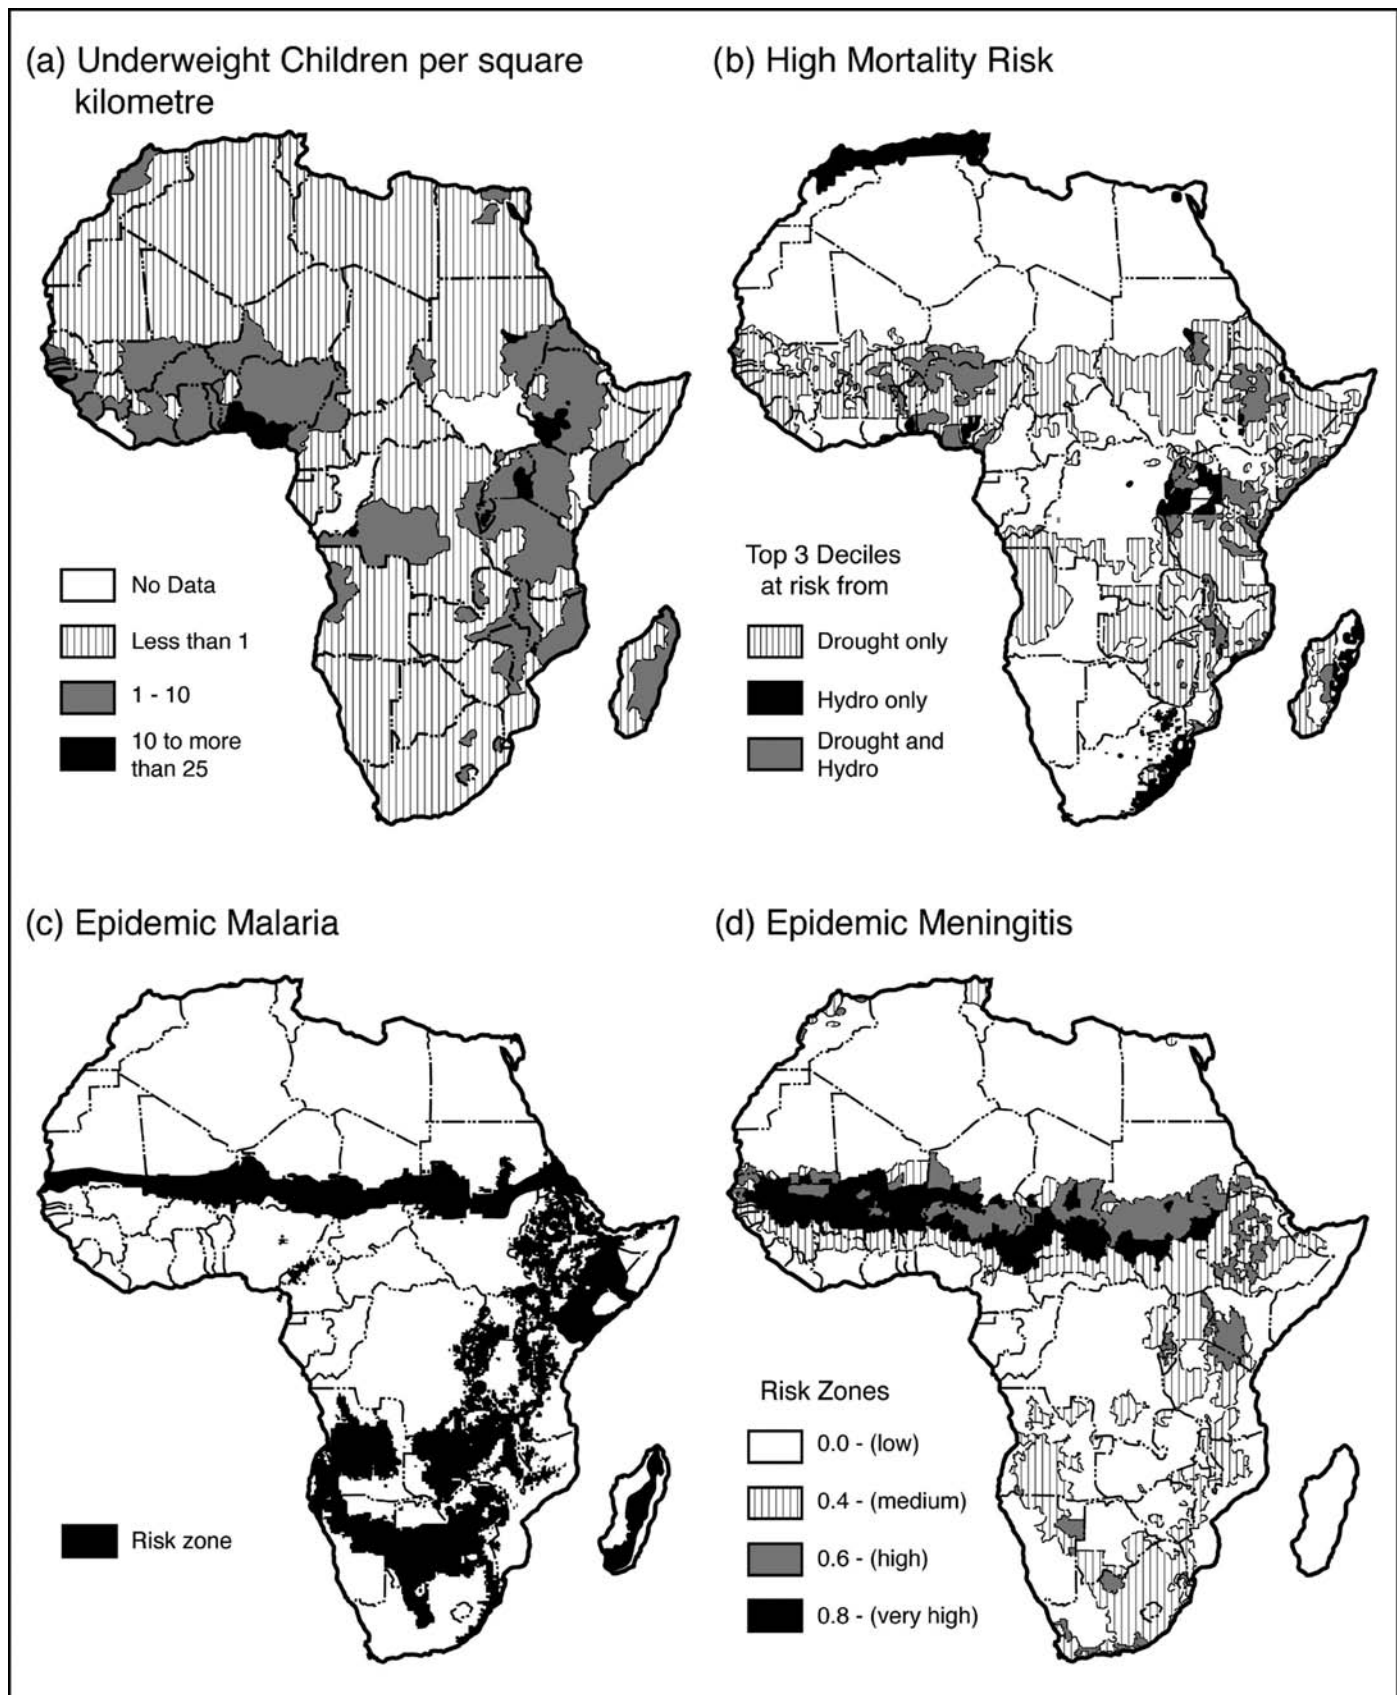 (a) Underweight Children per square
kilometre
No Data
Less than 1
1 - 10
10 to more
than 25
(b) High Mortality Risk
Top 3 Deciles
at risk from
Drought only
Hydro only
Drought and
Hydro
(c) Epidemic Malaria
Risk zone
(d) Epidemic Meningitis
Risk Zones
0.0 - (low)
0.4 - (medium)
0.6 - (high)
0.8 - (very high)